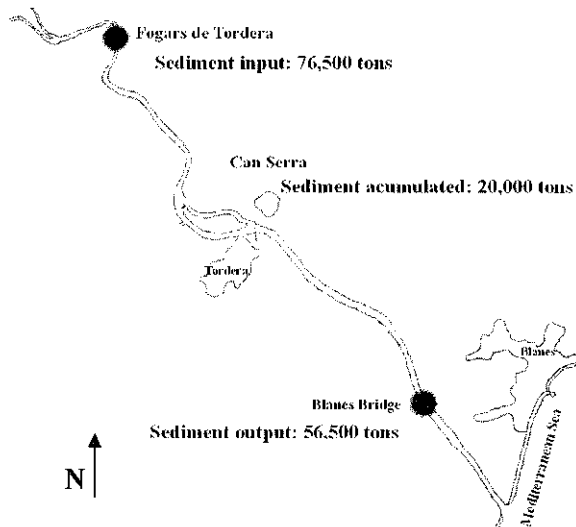 Fogars de Tordera
Sediment input: 76,500 tons
Can Serra
Sediment acumulated: 20,000 tons
Tordera
Blanes
Blanes Bridge
Sediment output: 56,500 tons
Mediterranean Sea
N